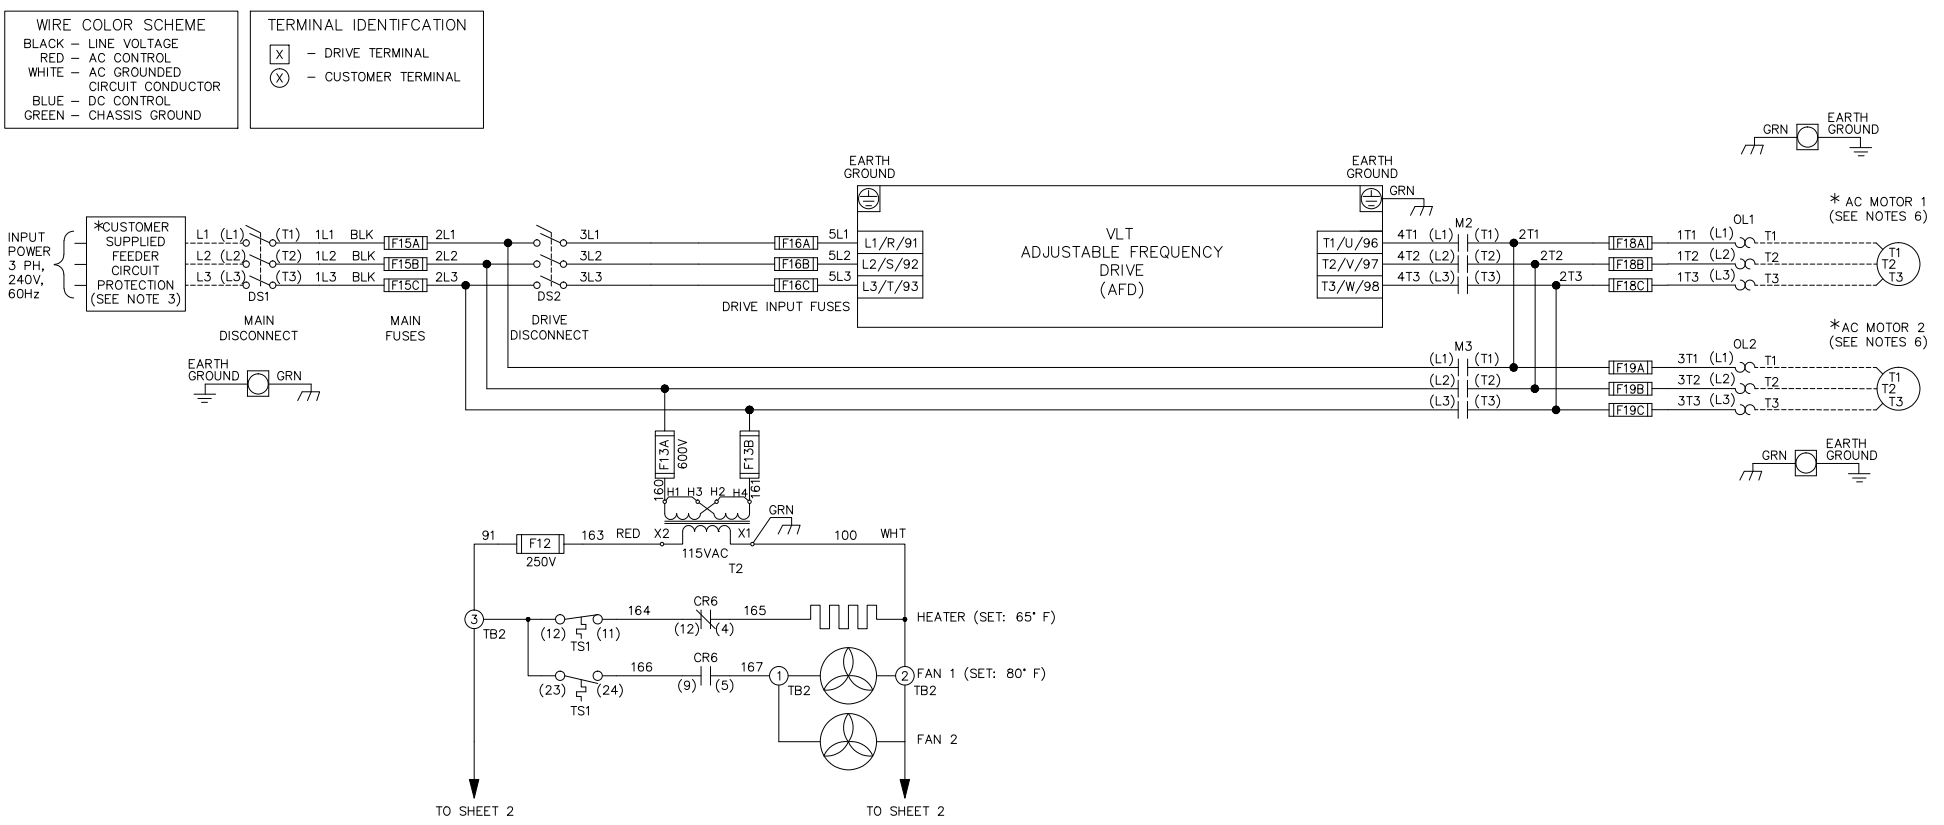 WIRE COLOR SCHEME
BLACK – LINE VOLTAGE
RED – AC CONTROL
WHITE – AC GROUNDED
CIRCUIT CONDUCTOR
BLUE – DC CONTROL
GREEN – CHASSIS GROUND
TERMINAL IDENTIFCATION
X – DRIVE TERMINAL
X – CUSTOMER TERMINAL
GRN
EARTH
GROUND
INPUT
POWER
3 PH,
240V,
60Hz
*CUSTOMER
SUPPLIED
FEEDER
CIRCUIT
PROTECTION
(SEE NOTE 3)
L1 (L1) (T1) 1L1 BLK F15A 2L1 3L1 F16A 5L1 L1/R/91
L2 (L2) (T2) 1L2 BLK F15B 2L2 3L2 F16B 5L2 L2/S/92
L3 (L3) (T3) 1L3 BLK F15C 2L3 3L3 F16C 5L3 L3/T/93
DS1
MAIN
DISCONNECT
MAIN
FUSES
DS2
DRIVE
DISCONNECT
DRIVE INPUT FUSES
EARTH
GROUND
GRN
EARTH
GROUND
VLT
ADJUSTABLE FREQUENCY
DRIVE
(AFD)
EARTH
GROUND
GRN
M2
OL1
* AC MOTOR 1
(SEE NOTES 6)
T1/U/96 4T1 (L1) (T1) 2T1 F18A 1T1 (L1) T1
T2/V/97 4T2 (L2) (T2) 2T2 F18B 1T2 (L2) T2
T3/W/98 4T3 (L3) (T3) 2T3 F18C 1T3 (L3) T3
T1
T2
T3
M3
OL2
* AC MOTOR 2
(SEE NOTES 6)
(L1) (T1) F19A 3T1 (L1) T1
(L2) (T2) F19B 3T2 (L2) T2
(L3) (T3) F19C 3T3 (L3) T3
T1
T2
T3
GRN
EARTH
GROUND
F13A
600V
F13B
160
H1 H3 H2 H4
161
GRN
91 F12 163 RED X2 X1 100 WHT
250V
115VAC
T2
3
TB2
(12) (11)
TS1
164
CR6
(12) (4)
165
HEATER (SET: 65° F)
(23) (24)
TS1
166
CR6
(9) (5)
167
1
TB2
2
TB2
FAN 1 (SET: 80° F)
FAN 2
TO SHEET 2
TO SHEET 2